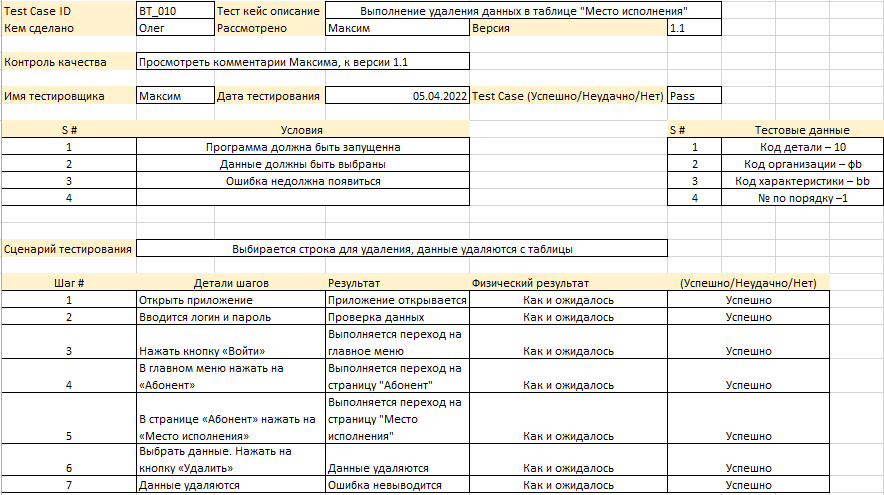 Test Case ID BT_010 Тест кейс описание Выполнение удаления данных в таблице "Место исполнения"
Кем сделано Олег Рассмотрено Максим Версия 1.1
Контроль качества Просмотреть комментарии Максима, к версии 1.1
Имя тестировщика Максим Дата тестирования 05.04.2022 Test Case (Успешно/Неудачно/Нет) Pass
S # Условия S # Тестовые данные
1 Программа должна быть запущенна 1 Код детали – 10
2 Данные должны быть выбраны 2 Код организации – фb
3 Ошибка недолжна появиться 3 Код характеристики – bb
4 4 № по порядку –1
Сценарий тестирования Выбирается строка для удаления, данные удаляются с таблицы
Шаг # Детали шагов Результат Физический результат (Успешно/Неудачно/Нет)
1 Открыть приложение Приложение открывается Как и ожидалось Успешно
2 Вводится логин и пароль Проверка данных Как и ожидалось Успешно
Выполняется переход на
3 Нажать кнопку «Войти» главное меню Как и ожидалось Успешно
В главном меню нажать на Выполняется переход на
4 «Абонент» страницу "Абонент" Как и ожидалось Успешно
Выполняется переход на
В странице «Абонент» нажать на страницу "Место
5 «Место исполнения» исполнения" Как и ожидалось Успешно
Выбрать данные. Нажать на
6 кнопку «Удалить» Данные удаляются Как и ожидалось Успешно
7 Данные удаляются Ошибка невыводится Как и ожидалось Успешно